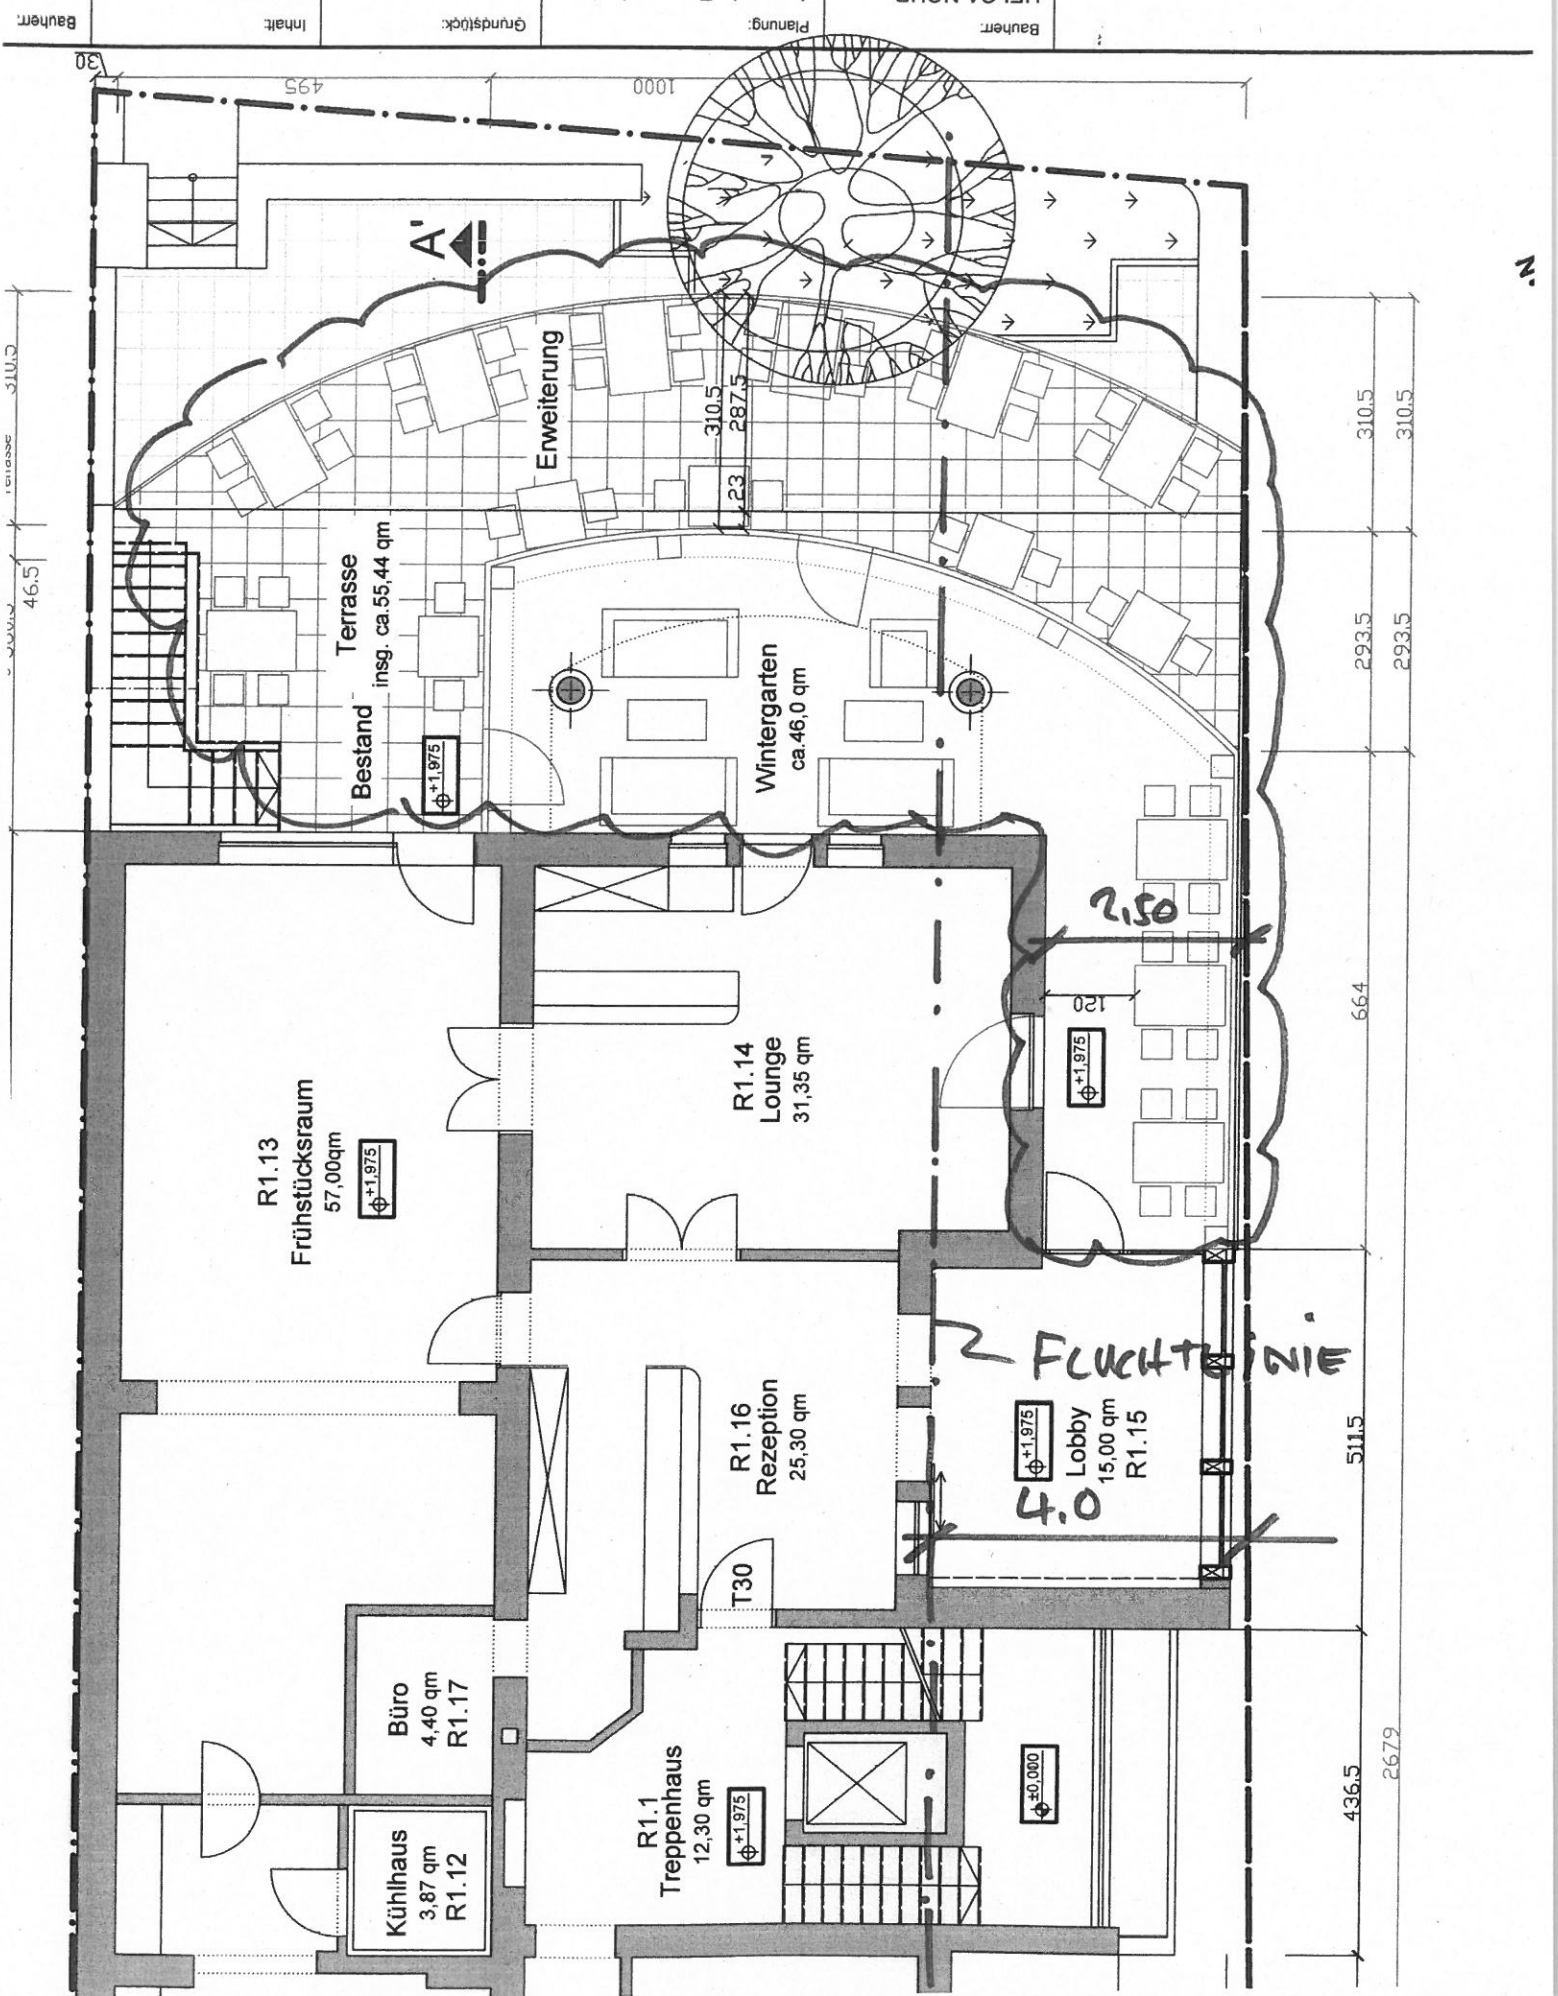 Bauherr:
Inhalt:
Grundstück:
Planung:
Bauherr:
30
495
1000
A'
N
Erweiterung
310.5
287.5
23
310.5
310.5
293.5
293.5
46.5
Terrasse
310.5
Bestand
Terrasse
insg. ca.55,44 qm
+1,975
Wintergarten
ca.46,0 qm
2,50
120
+1,975
664
R1.13
Frühstücksraum
57,00qm
+1,975
R1.14
Lounge
31,35 qm
FLUCHTLINIE
R1.16
Rezeption
25,30 qm
+1,975
Lobby
15,00 qm
R1.15
4.0
511.5
T30
Büro
4,40 qm
R1.17
Kühlhaus
3,87 qm
R1.12
R1.1
Treppenhaus
12,30 qm
+1,975
±0,000
436.5
2679